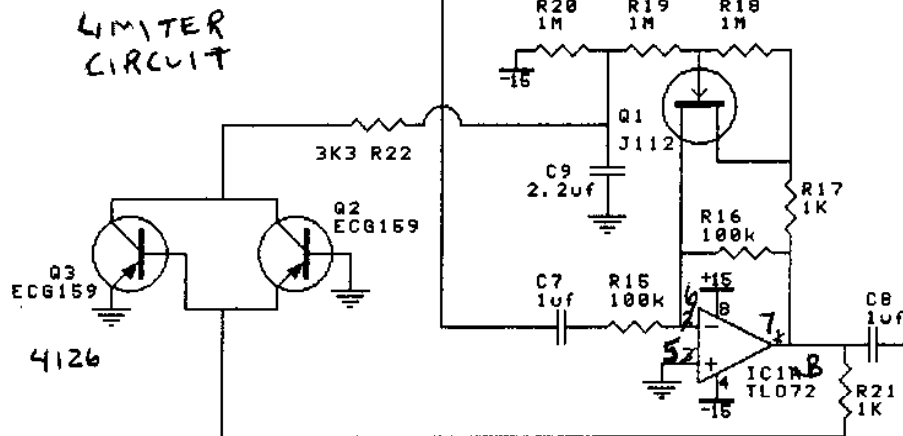 LIMITER
CIRCUIT
R20
1M
R19
1M
R18
1M
-15
Q1
J112
3K3 R22
C9
2.2uf
R17
1K
R16
100k
Q2
ECG159
Q3
ECG159
C7
1uf
R15
100k
+15
8
6
2
-
7
C8
1uf
5
3
+
4
IC1A B
TL072
-15
R21
1K
4126